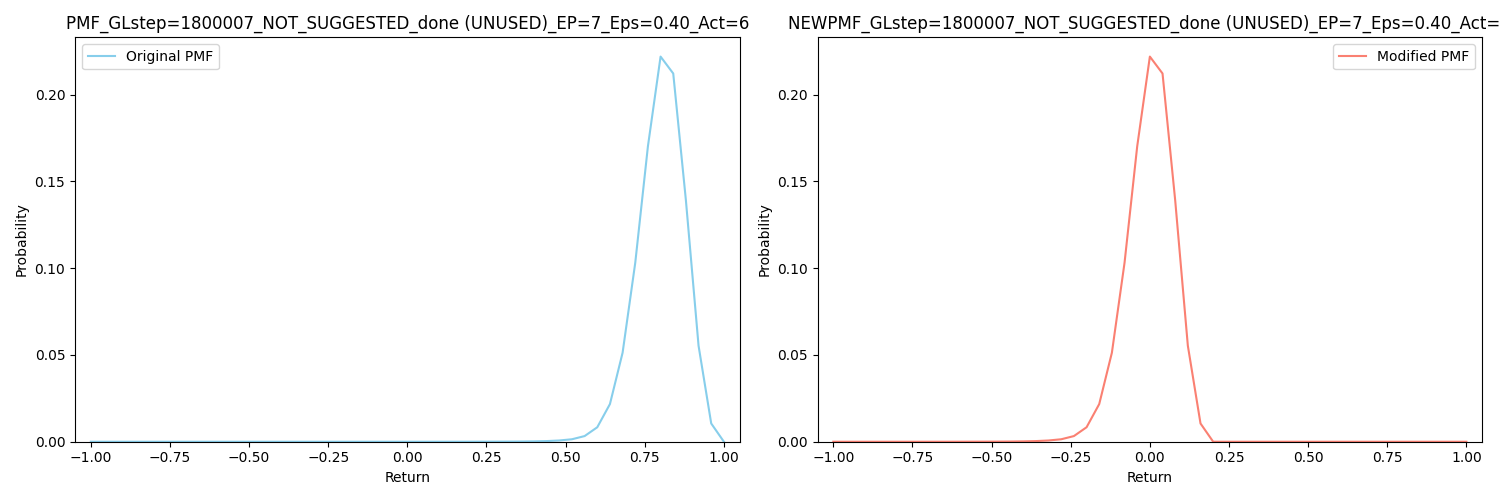 PMF_GLstep=1800007_NOT_SUGGESTED_done (UNUSED)_EP=7_Eps=0.40_Act=6
Original PMF
0.20
0.15
0.10
0.05
0.00
Probability
−1.00 −0.75 −0.50 −0.25 0.00 0.25 0.50 0.75 1.00
Return
NEWPMF_GLstep=1800007_NOT_SUGGESTED_done (UNUSED)_EP=7_Eps=0.40_Act=
Modified PMF
0.20
0.15
0.10
0.05
0.00
Probability
−1.00 −0.75 −0.50 −0.25 0.00 0.25 0.50 0.75 1.00
Return